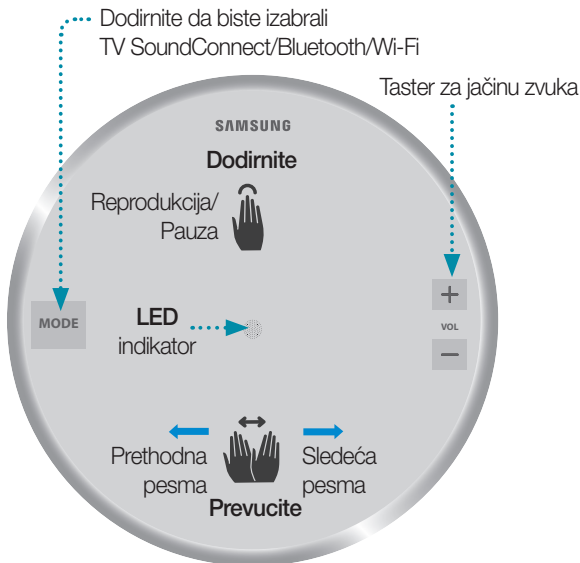 Dodirnite da biste izabrali
TV SoundConnect/Bluetooth/Wi-Fi
Taster za jačinu zvuka
SAMSUNG
Dodirnite
Reprodukcija/
Pauza
+
MODE
LED
indikator
VOL
−
Prethodna
pesma
Sledeća
pesma
Prevucite